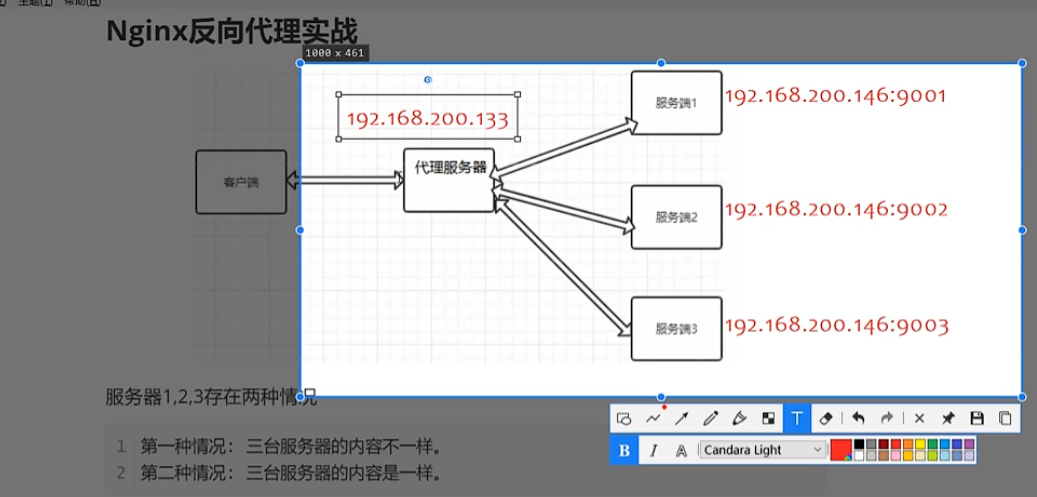 主题(T) 帮助(H)
Nginx反向代理实战
1000 x 461
192.168.200.133
服务端1
192.168.200.146:9001
客户端
代理服务器
服务端2
192.168.200.146:9002
服务端3
192.168.200.146:9003
服务器1,2,3存在两种情况
1 第一种情况：三台服务器的内容不一样。
2 第二种情况：三台服务器的内容是一样。
T
B I A Candara Light